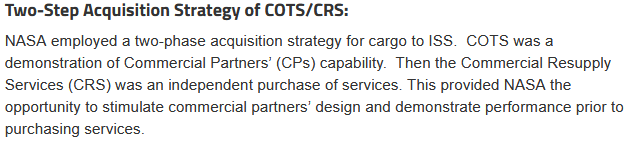 Two-Step Acquisition Strategy of COTS/CRS:
NASA employed a two-phase acquisition strategy for cargo to ISS.  COTS was a
demonstration of Commercial Partners’ (CPs) capability.  Then the Commercial Resupply
Services (CRS) was an independent purchase of services. This provided NASA the
opportunity to stimulate commercial partners’ design and demonstrate performance prior to
purchasing services.